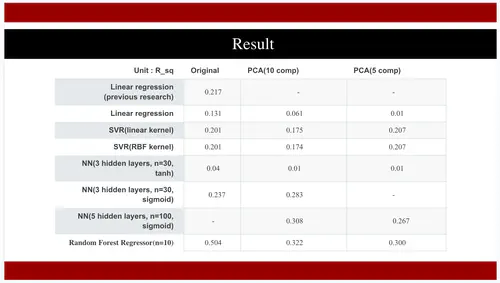 Result
Unit : R_sq Original PCA(10 comp) PCA(5 comp)
Linear regression
(previous research) 0.217 - -
Linear regression 0.131 0.061 0.01
SVR(linear kernel) 0.201 0.175 0.207
SVR(RBF kernel) 0.201 0.174 0.207
NN(3 hidden layers, n=30,
tanh) 0.04 0.01 0.01
NN(3 hidden layers, n=30,
sigmoid) 0.237 0.283 -
NN(5 hidden layers, n=100,
sigmoid) - 0.308 0.267
Random Forest Regressor(n=10) 0.504 0.322 0.300